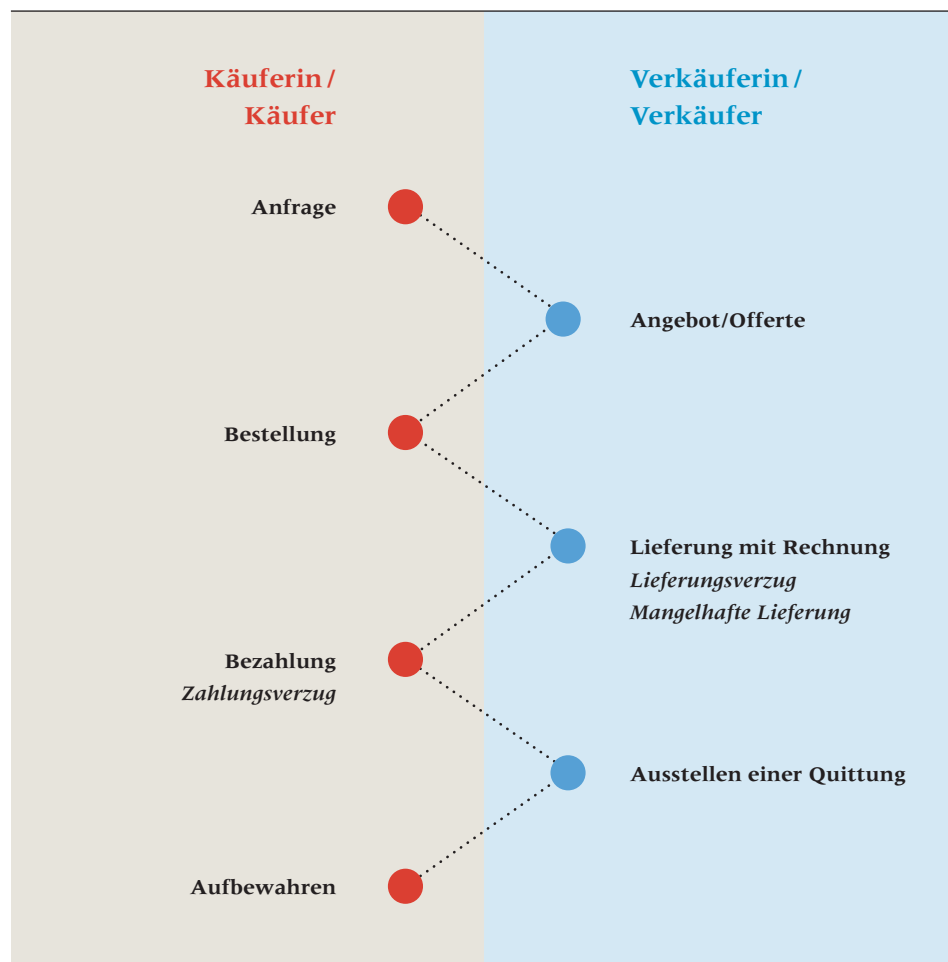 Käuferin /
Käufer
Verkäuferin /
Verkäufer
Anfrage
Angebot/Offerte
Bestellung
Lieferung mit Rechnung
Lieferungsverzug
Mangelhafte Lieferung
Bezahlung
Zahlungsverzug
Ausstellen einer Quittung
Aufbewahren